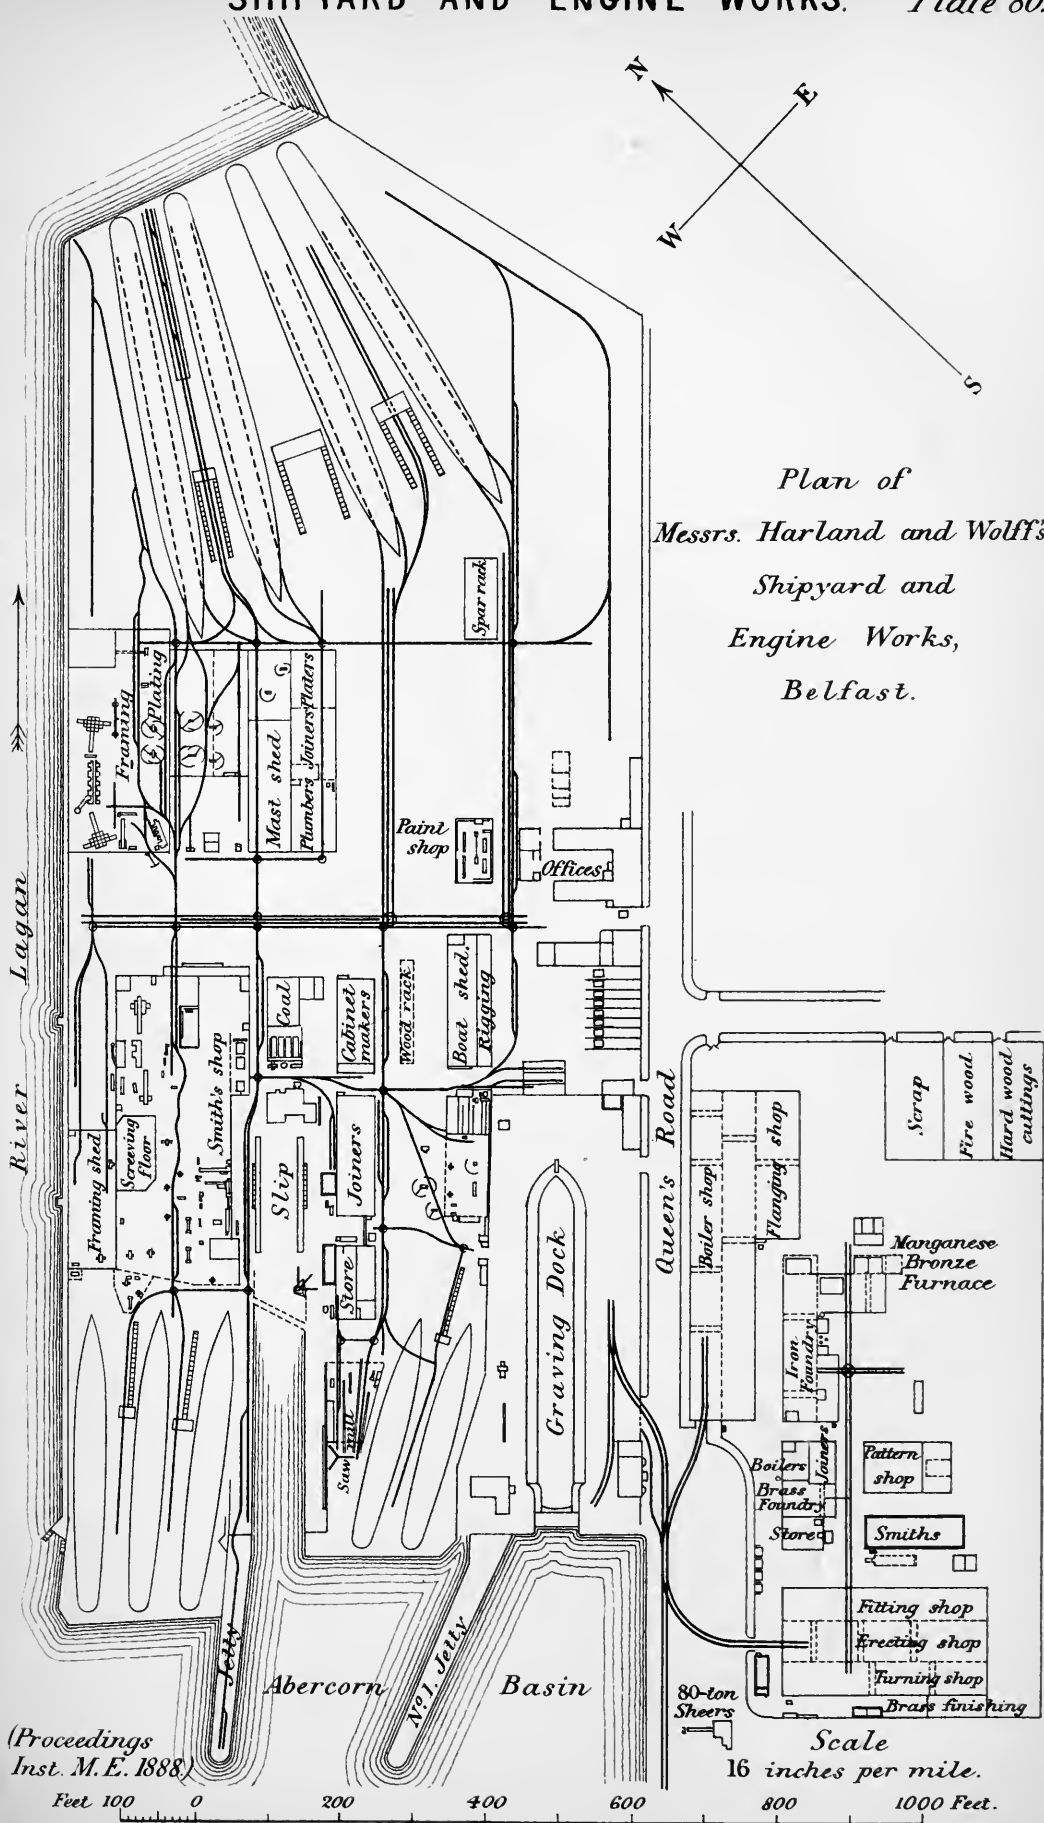 SHIPYARD AND ENGINE WORKS. Plate 80.
N
E
W
S
Plan of
Messrs. Harland and Wolff's
Shipyard and
Engine Works,
Belfast.
River Lagan
Spar rack
Framing
Plating
Mast shed
Platers
Joiners
Plumbers
Paint
shop
Offices
Coal
Cabinet
makers
Wood rack
Boat shed.
Rigging
Smith's shop
Framing shed
Screeving
floor
Slip
Joiners
Store
Saw mill
Graving Dock
Queen's Road
Boiler shop
Flanging shop
Scrap
Fire wood
Hard wood
cuttings
Manganese
Bronze
Furnace
Iron
Foundry
Joiners
Boilers
Brass
Foundry
Store
Pattern
shop
Smiths
Fitting shop
Erecting shop
Turning shop
Brass finishing
80-ton
Sheers
Jetty
Abercorn Basin
No. 1. Jetty
(Proceedings
Inst. M. E. 1888.)
Scale
16 inches per mile.
Feet 100 0 200 400 600 800 1000 Feet.